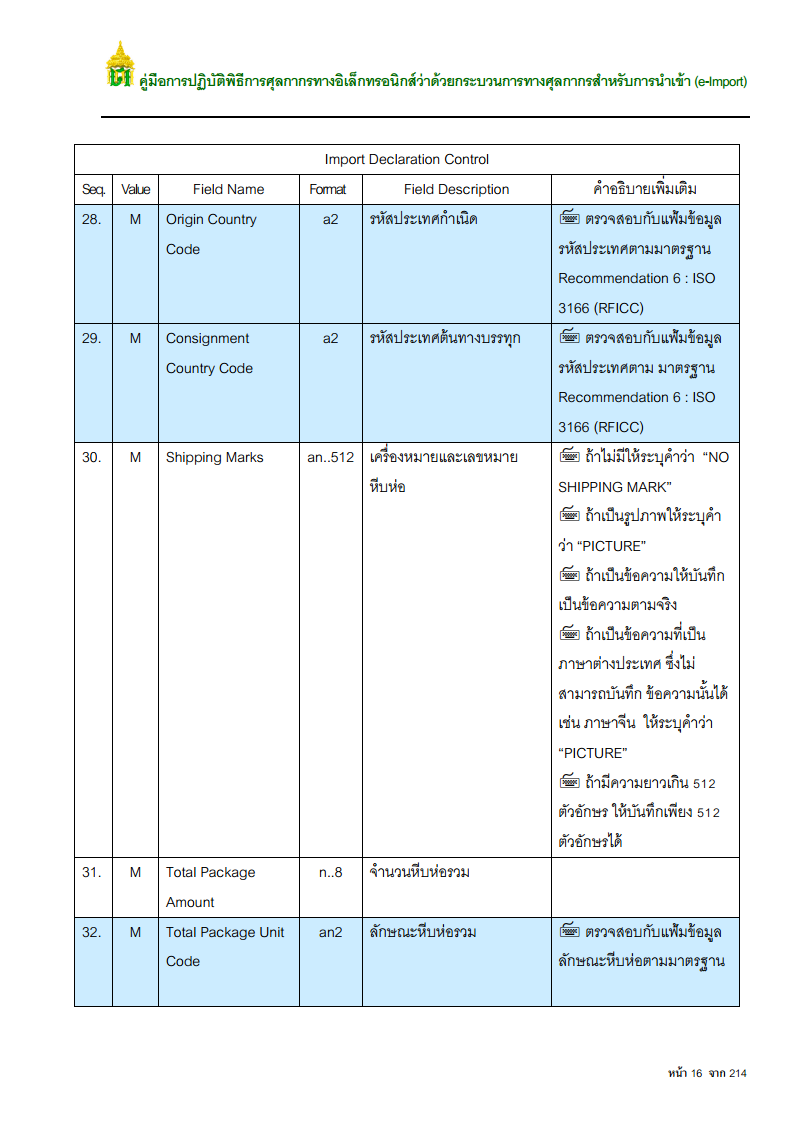 คู่มือการปฏิบัติพิธีการศุลกากรทางอิเล็กทรอนิกส์ว่าด้วยกระบวนการทางศุลกากรสำหรับการนำเข้า (e-Import)
Import Declaration Control
Seq. Value Field Name Format Field Description คำอธิบายเพิ่มเติม
28. M Origin Country a2 รหัสประเทศกำเนิด ตรวจสอบกับแฟ้มข้อมูล
Code รหัสประเทศตามมาตรฐาน
Recommendation 6 : ISO
3166 (RFICC)
29. M Consignment a2 รหัสประเทศต้นทางบรรทุก ตรวจสอบกับแฟ้มข้อมูล
Country Code รหัสประเทศตาม มาตรฐาน
Recommendation 6 : ISO
3166 (RFICC)
30. M Shipping Marks an..512 เครื่องหมายและเลขหมาย ถ้าไม่มีให้ระบุคำว่า “NO
หีบห่อ SHIPPING MARK”
ถ้าเป็นรูปภาพให้ระบุคำ
ว่า “PICTURE”
ถ้าเป็นข้อความให้บันทึก
เป็นข้อความตามจริง
ถ้าเป็นข้อความที่เป็น
ภาษาต่างประเทศ ซึ่งไม่
สามารถบันทึก ข้อความนั้นได้
เช่น ภาษาจีน ให้ระบุคำว่า
“PICTURE”
ถ้ามีความยาวเกิน 512
ตัวอักษร ให้บันทึกเพียง 512
ตัวอักษรได้
31. M Total Package n..8 จำนวนหีบห่อรวม
Amount
32. M Total Package Unit an2 ลักษณะหีบห่อรวม ตรวจสอบกับแฟ้มข้อมูล
Code ลักษณะหีบห่อตามมาตรฐาน
หน้า 16 จาก 214